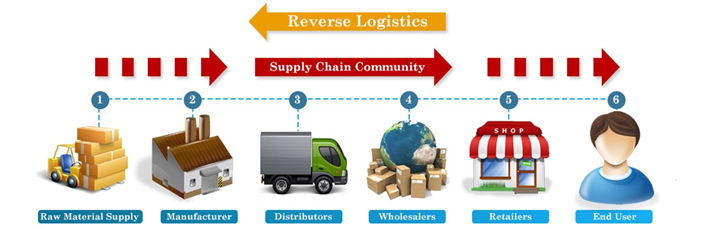 Reverse Logistics
Supply Chain Community
1 2 3 4 5 6
SHOP
Raw Material Supply Manufacturer Distributors Wholesalers Retailers End User